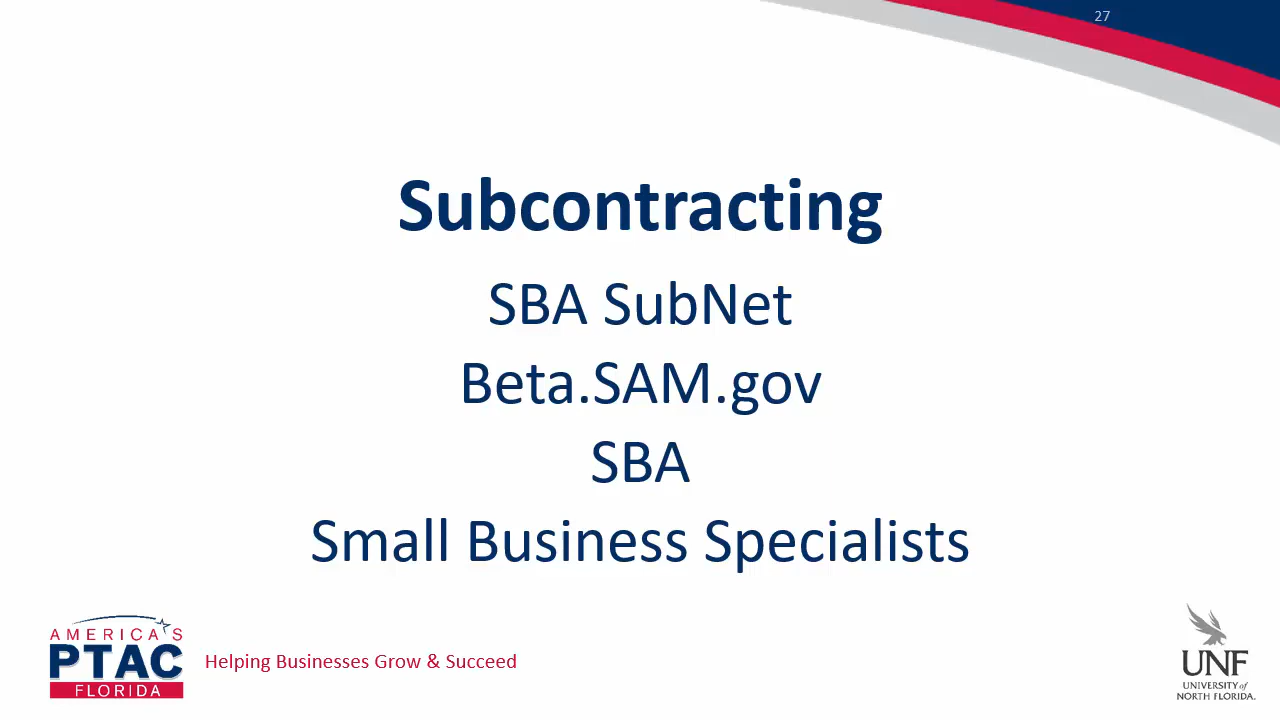 27
Subcontracting
SBA SubNet
Beta.SAM.gov
SBA
Small Business Specialists
AMERICA'S
PTAC
FLORIDA
Helping Businesses Grow & Succeed
UNF
UNIVERSITY of
NORTH FLORIDA.